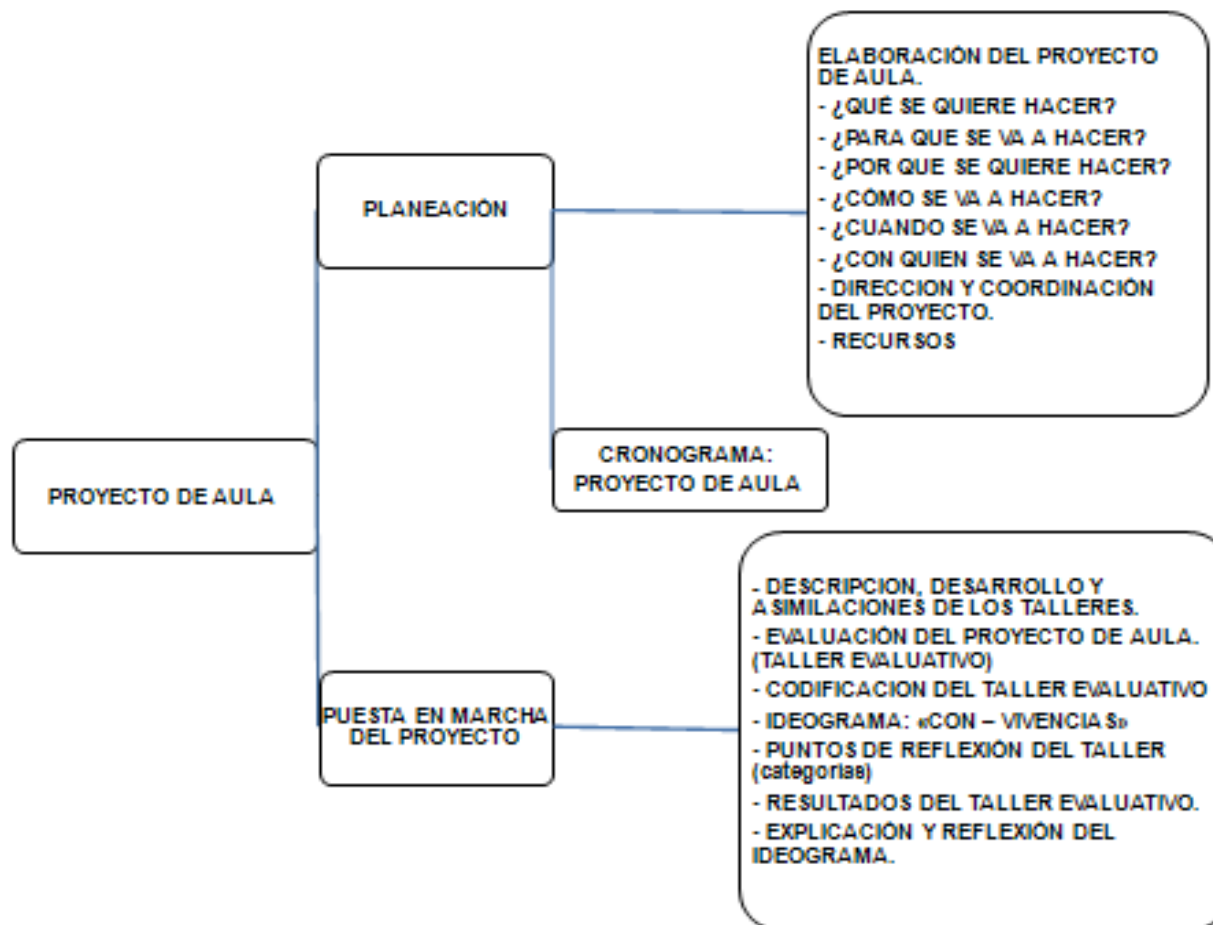 ELABORACIÓN DEL PROYECTO
DE AULA.
- ¿QUÉ SE QUIERE HACER?
- ¿PARA QUE SE VA A HACER?
- ¿POR QUE SE QUIERE HACER?
- ¿CÓMO SE VA A HACER?
- ¿CUANDO SE VA A HACER?
- ¿CON QUIEN SE VA A HACER?
- DIRECCION Y COORDINACIÓN
DEL PROYECTO.
- RECURSOS
PLANEACIÓN
CRONOGRAMA:
PROYECTO DE AULA
PROYECTO DE AULA
PUESTA EN MARCHA
DEL PROYECTO
- DESCRIPCION, DESARROLLO Y
ASIMILACIONES DE LOS TALLERES.
- EVALUACIÓN DEL PROYECTO DE AULA.
(TALLER EVALUATIVO)
- CODIFICACION DEL TALLER EVALUATIVO
- IDEOGRAMA: «CON – VIVENCIAS»
- PUNTOS DE REFLEXIÓN DEL TALLER
(categorias)
- RESULTADOS DEL TALLER EVALUATIVO.
- EXPLICACIÓN Y REFLEXIÓN DEL
IDEOGRAMA.